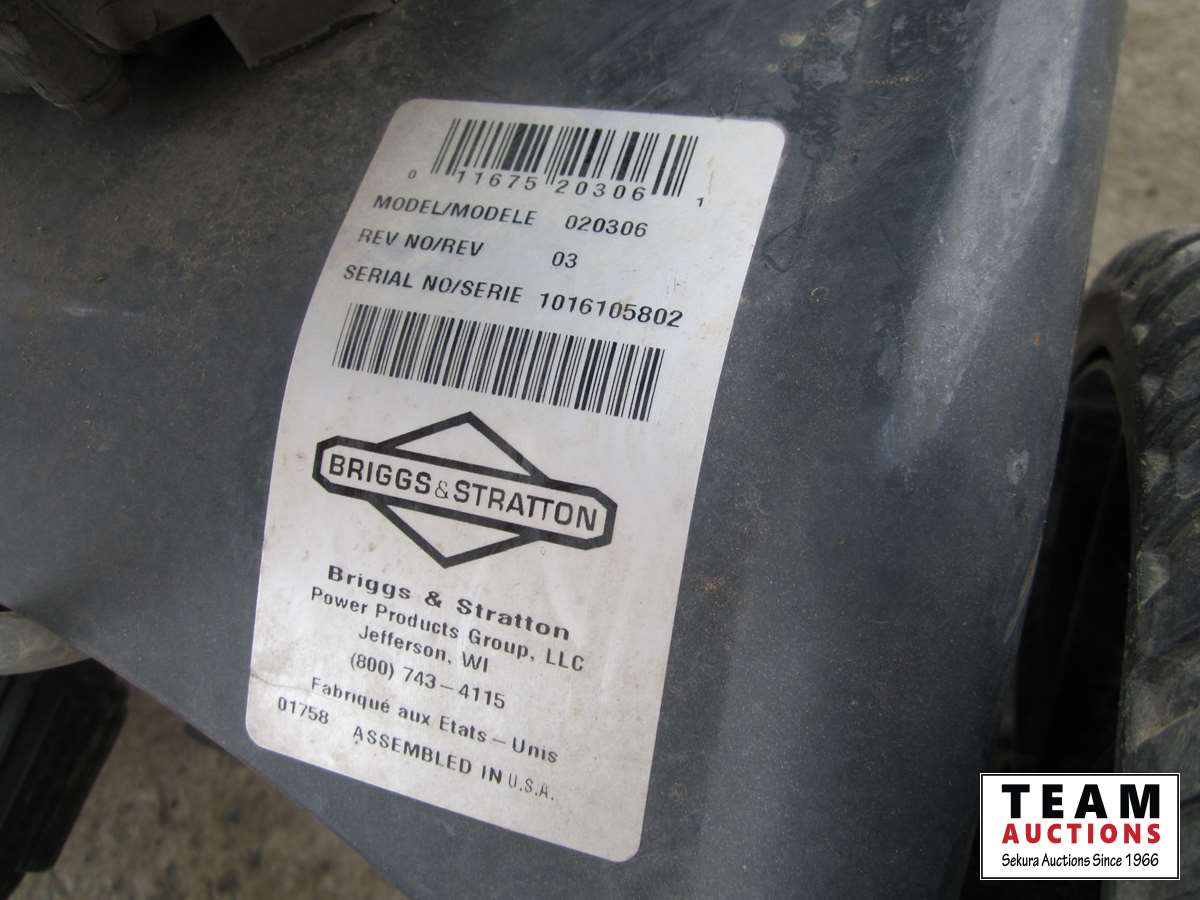 0 11675 20306 1
MODEL/MODELE 020306
REV NO/REV 03
SERIAL NO/SERIE 1016105802
BRIGGS & STRATTON
Briggs & Stratton
Power Products Group, LLC
Jefferson, WI
(800) 743-4115
Fabriqué aux Etats-Unis
01758 ASSEMBLED IN U.S.A.
TEAM
AUCTIONS
Sekura Auctions Since 1966